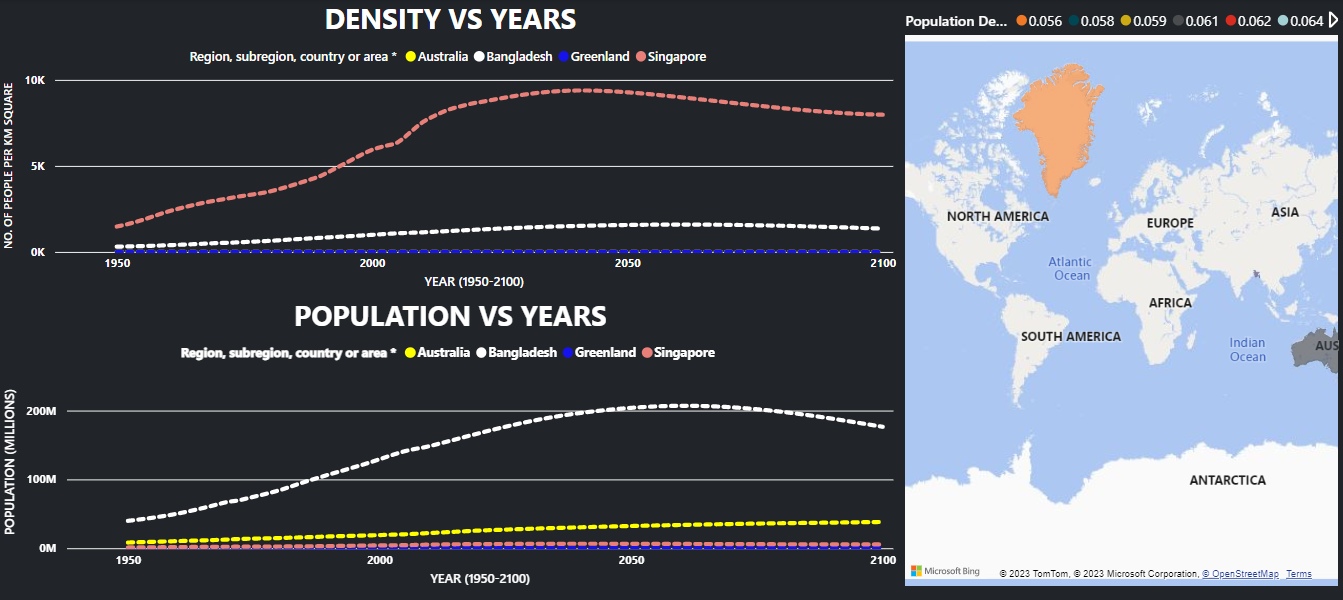 DENSITY VS YEARS
Region, subregion, country or area * Australia Bangladesh Greenland Singapore
NO. OF PEOPLE PER KM SQUARE
10K
5K
0K
1950 2000 2050 2100
YEAR (1950-2100)
POPULATION VS YEARS
Region, subregion, country or area * Australia Bangladesh Greenland Singapore
POPULATION (MILLIONS)
200M
100M
0M
1950 2000 2050 2100
YEAR (1950-2100)
Population De... 0.056 0.058 0.059 0.061 0.062 0.064
NORTH AMERICA
EUROPE
ASIA
Atlantic
Ocean
AFRICA
SOUTH AMERICA
Indian
Ocean
AUS
ANTARCTICA
Microsoft Bing
© 2023 TomTom, © 2023 Microsoft Corporation, © OpenStreetMap Terms